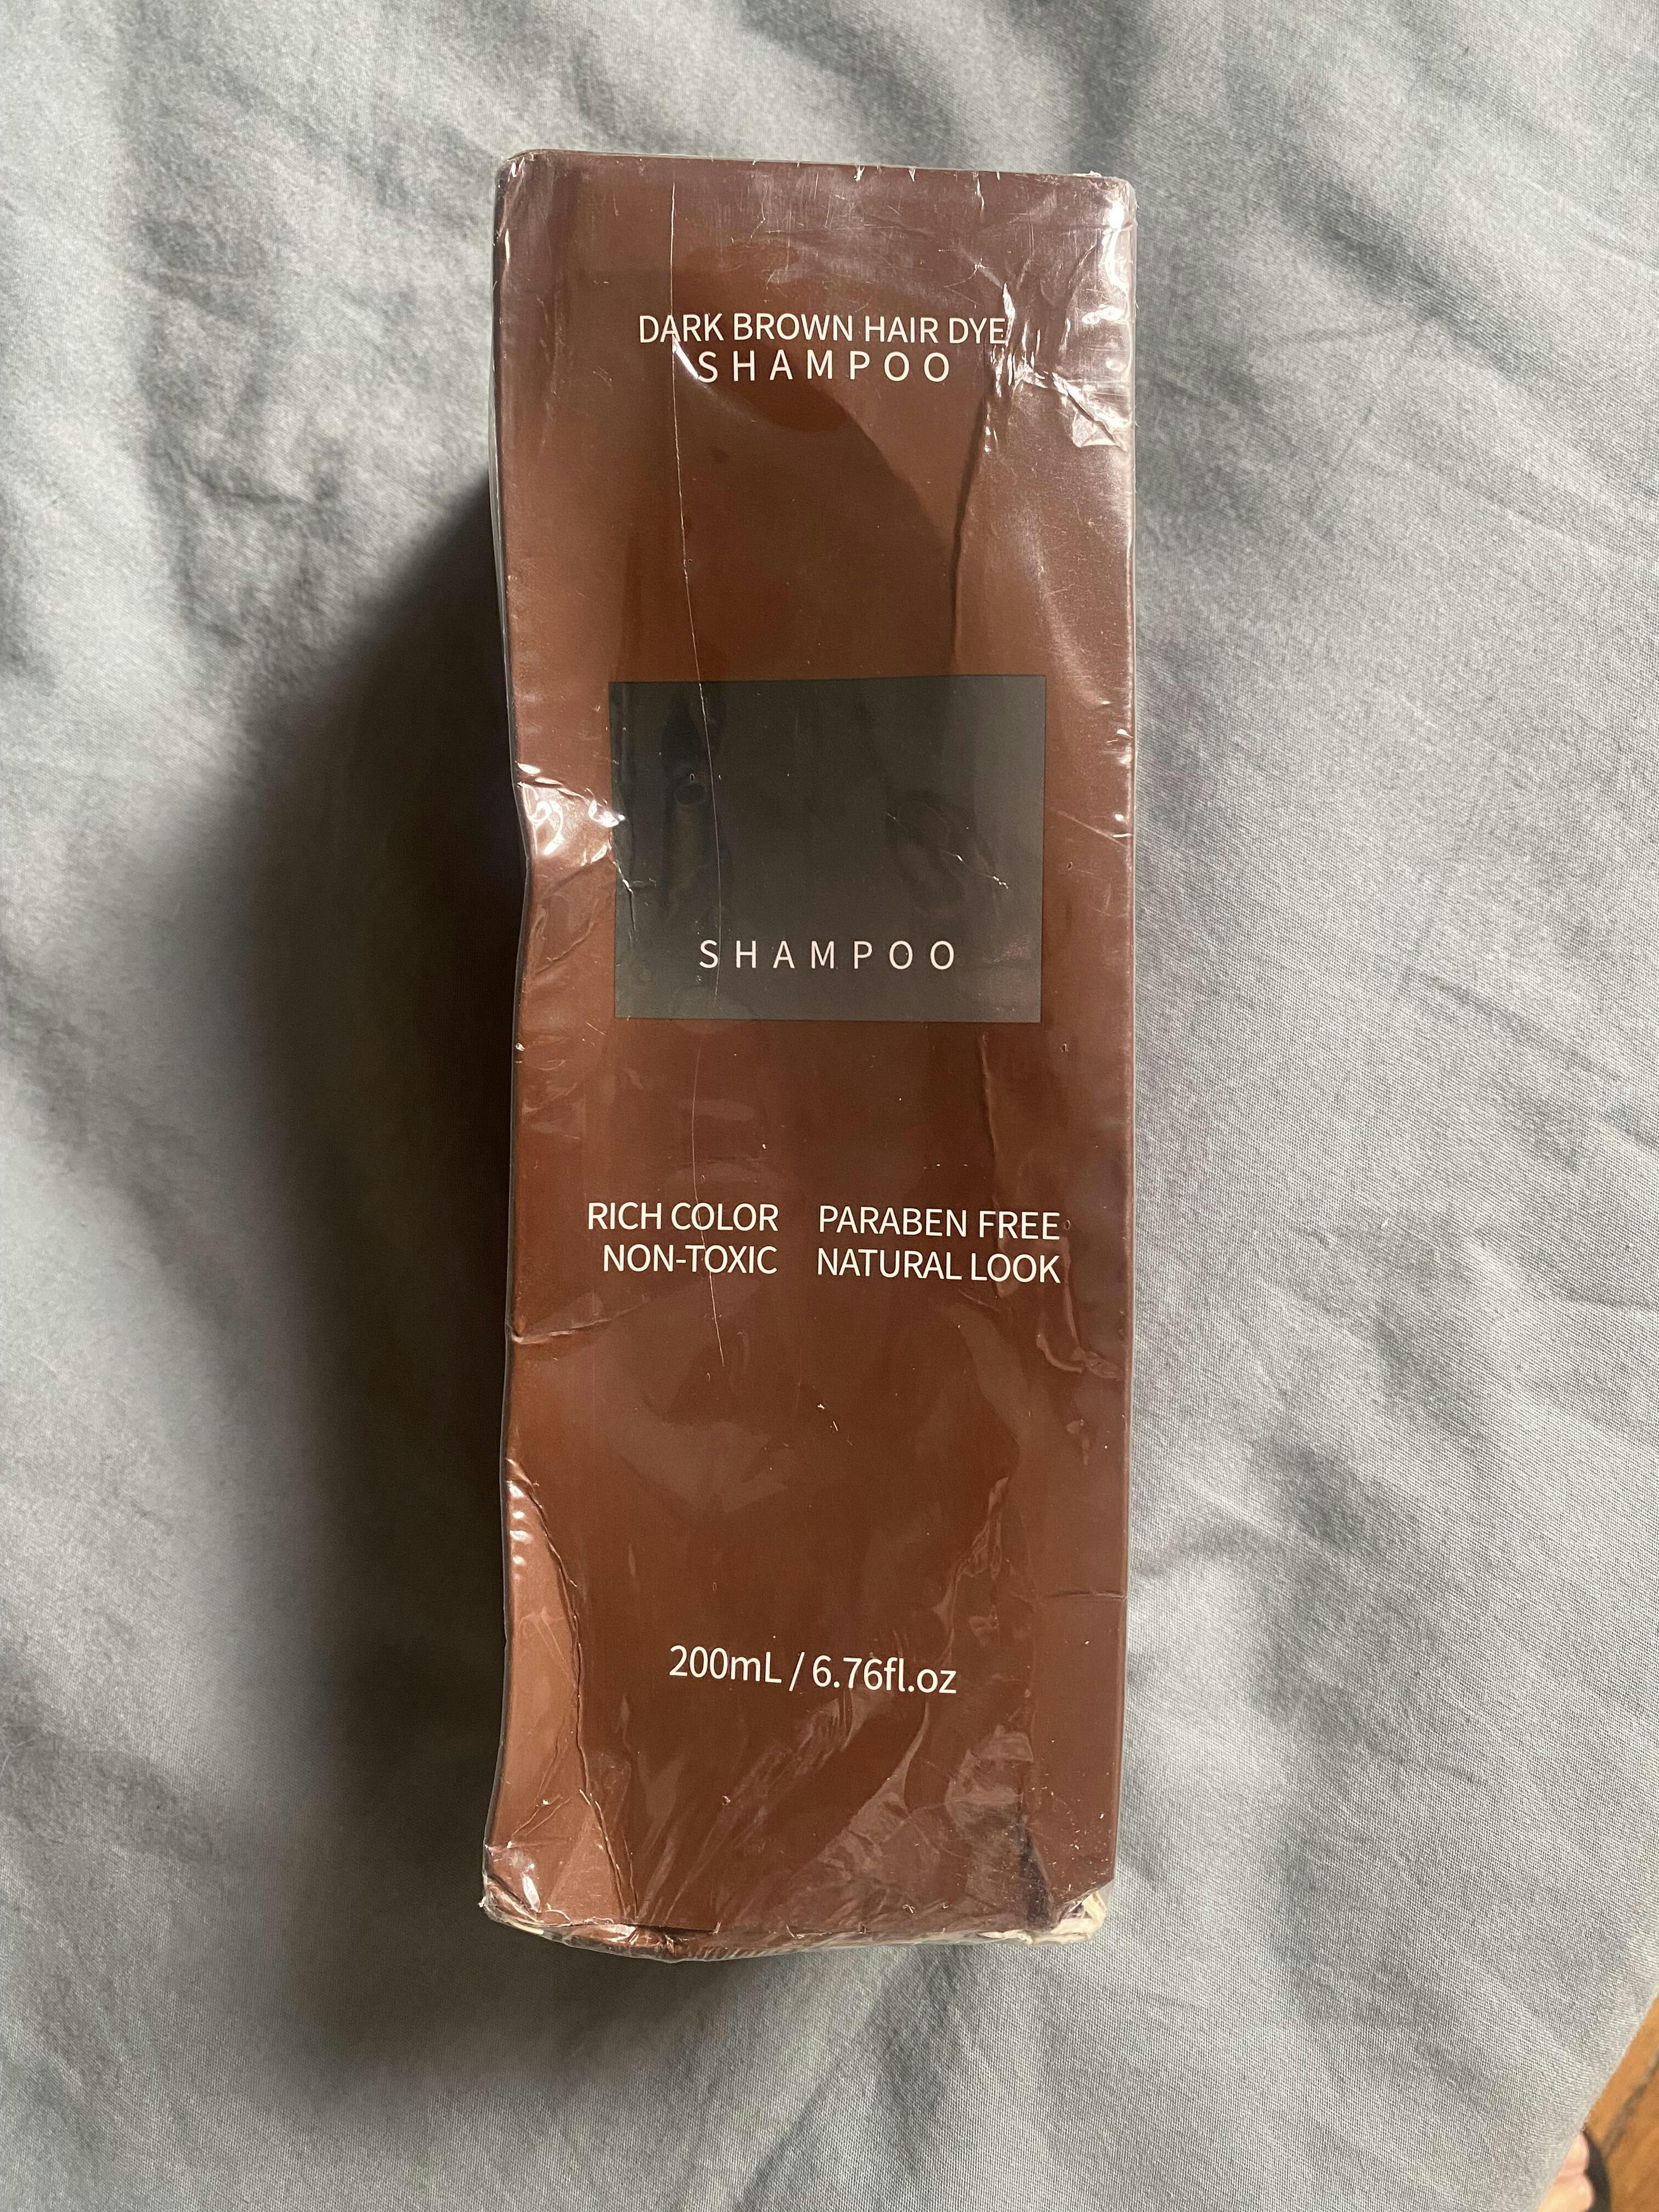 DARK BROWN HAIR DYE
SHAMPOO
SHAMPOO
RICH COLOR PARABEN FREE
NON-TOXIC NATURAL LOOK
200mL / 6.76fl.oz